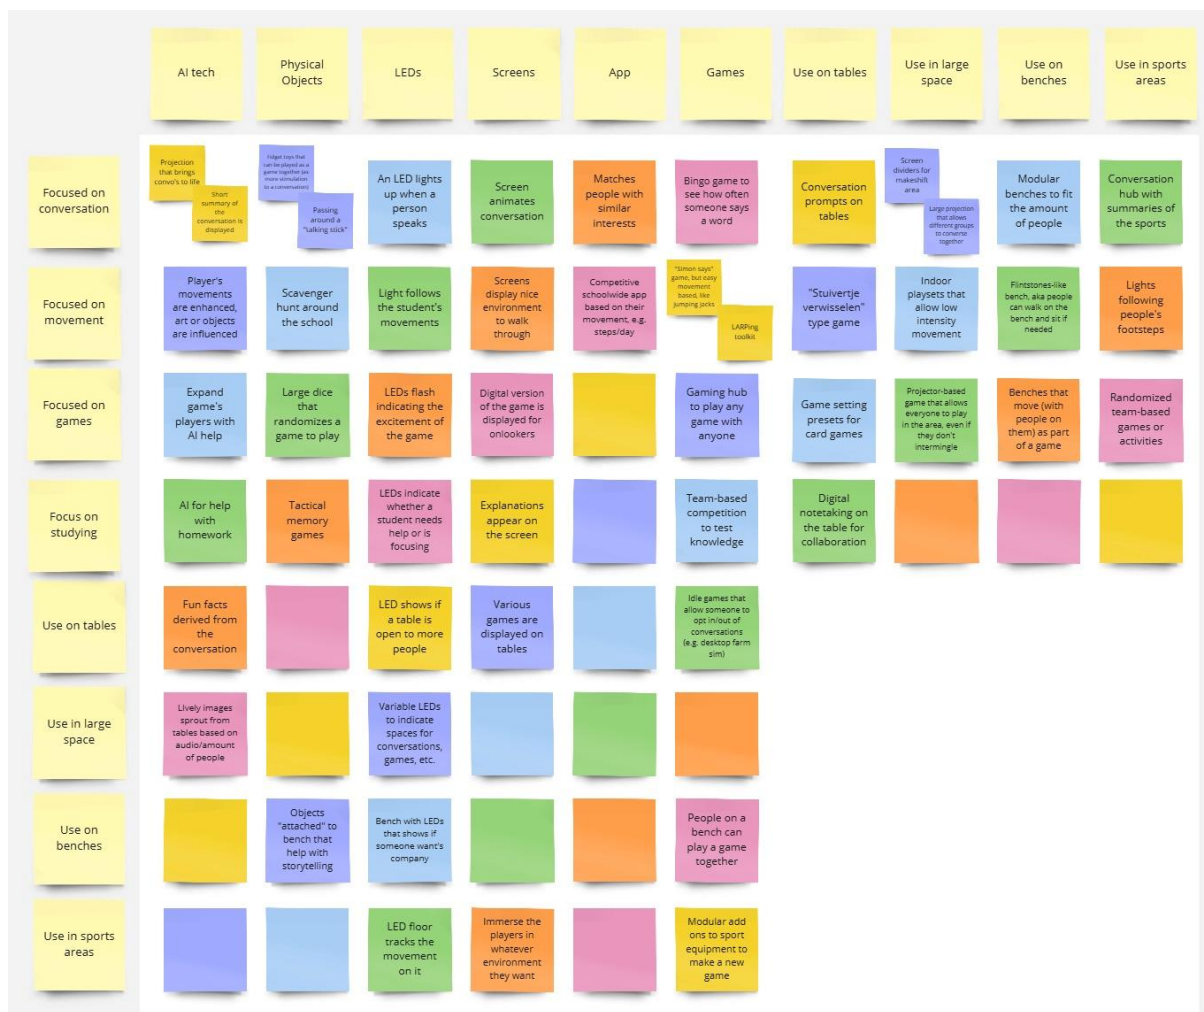 AI tech
Physical
Objects
LEDs
Screens
App
Games
Use on tables
Use in large
space
Use on
benches
Use in sports
areas
Focused on
conversation
Projection
that brings
convo's to life
Short
summary of
the
conversation is
displayed
Fidget toys that
can be played as a
game together (as
more stimulation
to a conversation)
Passing
around a
"talking stick"
An LED lights
up when a
person
speaks
Screen
animates
conversation
Matches
people with
similar
interests
Bingo game to
see how often
someone says
a word
Conversation
prompts on
tables
Screen
dividers for
makeshift
area
Large projection
that allows
different groups
to converse
together
Modular
benches to fit
the amount
of people
Conversation
hub with
summaries of
the sports
Focused on
movement
Player's
movements
are enhanced,
art or objects
are influenced
Scavenger
hunt around
the school
Light follows
the student's
movements
Screens
display nice
environment
to walk
through
Competitive
schoolwide app
based on their
movement, e.g.
steps/day
"Simon says"
game, but easy
movement
based, like
jumping jacks
LARPing
toolkit
"Stuivertje
verwisselen"
type game
Indoor
playsets that
allow low
intensity
movement
Flintstones-like
bench, aka people
can walk on the
bench and sit if
needed
Lights
following
people's
footsteps
Focused on
games
Expand
game's
players with
AI help
Large dice
that
randomizes a
game to play
LEDs flash
indicating the
excitement of
the game
Digital version
of the game is
displayed for
onlookers
Gaming hub
to play any
game with
anyone
Game setting
presets for
card games
Projector-based
game that allows
everyone to play
in the area, even if
they don't
intermingle
Benches that
move (with
people on
them) as part
of a game
Randomized
team-based
games or
activities
Focus on
studying
AI for help
with
homework
Tactical
memory
games
LEDs indicate
whether a
student needs
help or is
focusing
Explanations
appear on
the screen
Team-based
competition
to test
knowledge
Digital
notetaking on
the table for
collaboration
Use on tables
Fun facts
derived from
the
conversation
LED shows if
a table is
open to more
people
Various
games are
displayed on
tables
Idle games that
allow someone to
opt in/out of
conversations
(e.g. desktop farm
sim)
Use in large
space
Lively images
sprout from
tables based on
audio/amount
of people
Variable LEDs
to indicate
spaces for
conversations,
games, etc.
Use on
benches
Objects
"attached" to
bench that
help with
storytelling
Bench with LEDs
that shows if
someone want's
company
People on a
bench can
play a game
together
Use in sports
areas
LED floor
tracks the
movement
on it
Immerse the
players in
whatever
environment
they want
Modular add
ons to sport
equipment to
make a new
game